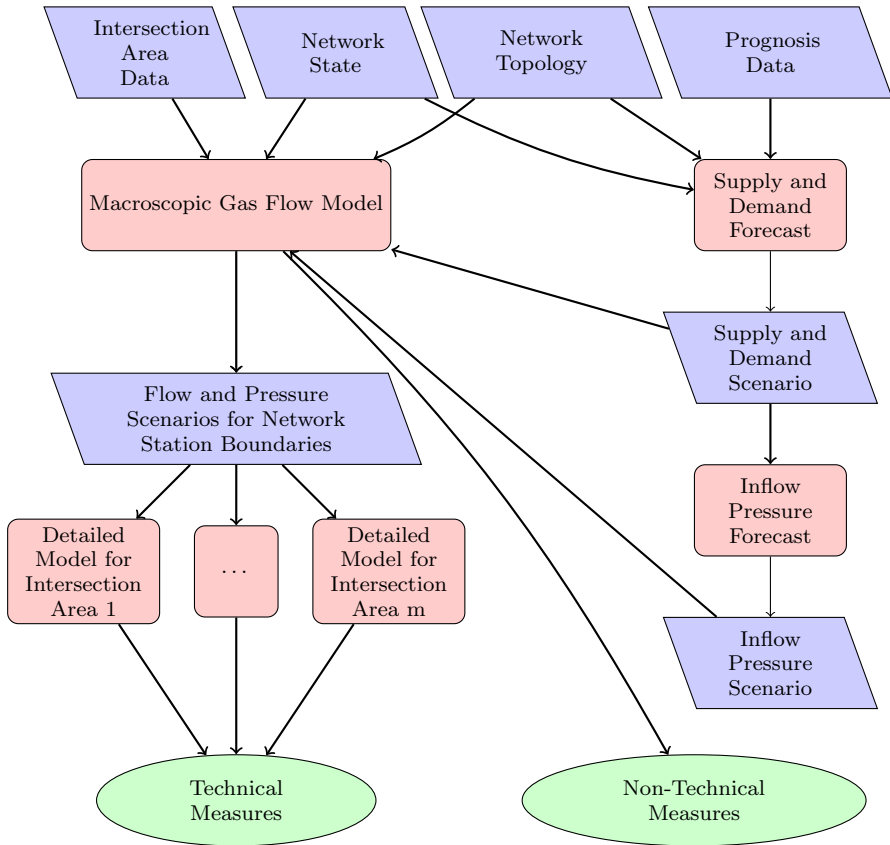 Intersection
Area
Data
Network
State
Network
Topology
Prognosis
Data
Macroscopic Gas Flow Model
Supply and
Demand
Forecast
Supply and
Demand
Scenario
Flow and Pressure
Scenarios for Network
Station Boundaries
Inflow
Pressure
Forecast
Detailed
Model for
Intersection
Area 1
...
Detailed
Model for
Intersection
Area m
Inflow
Pressure
Scenario
Technical
Measures
Non-Technical
Measures